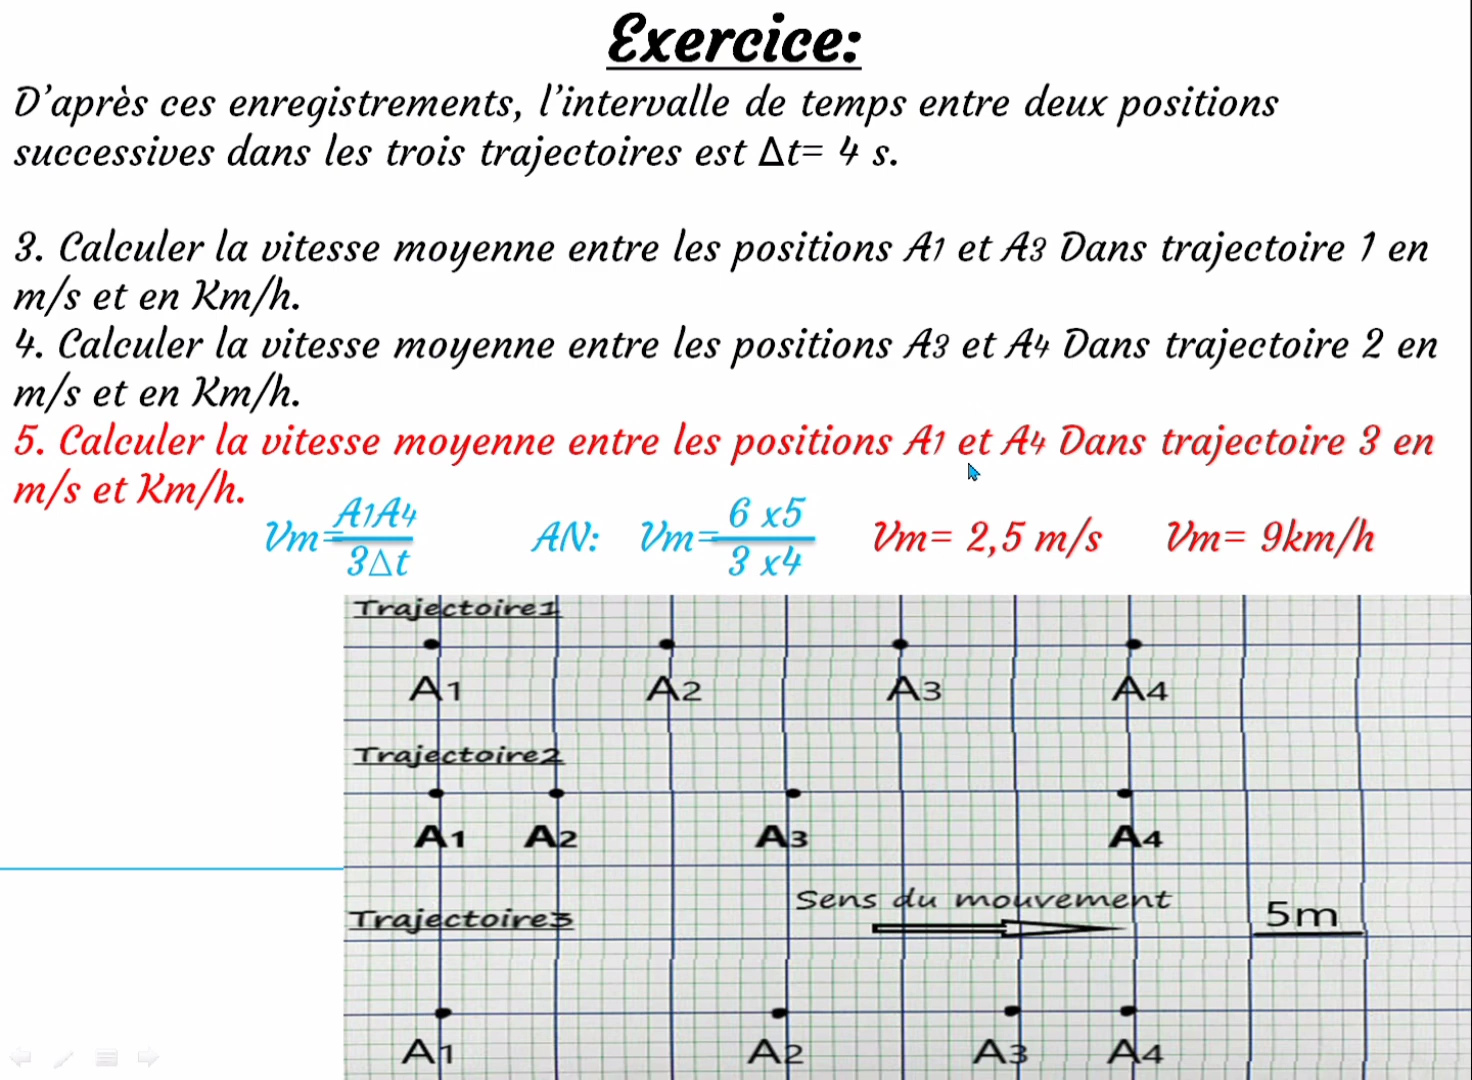 Exercice:
D'après ces enregistrements, l'intervalle de temps entre deux positions
successives dans les trois trajectoires est Δt= 4 s.
3. Calculer la vitesse moyenne entre les positions A1 et A3 Dans trajectoire 1 en
m/s et en Km/h.
4. Calculer la vitesse moyenne entre les positions A3 et A4 Dans trajectoire 2 en
m/s et en Km/h.
5. Calculer la vitesse moyenne entre les positions A1 et A4 Dans trajectoire 3 en
m/s et Km/h.
Vm= A1A4 / 3Δt AN: Vm= 6 x5 / 3 x4 Vm= 2,5 m/s Vm= 9km/h
Trajectoire1
A1 A2 A3 A4
Trajectoire2
A1 A2 A3 A4
Sens du mouvement
Trajectoire3 5m
A1 A2 A3 A4